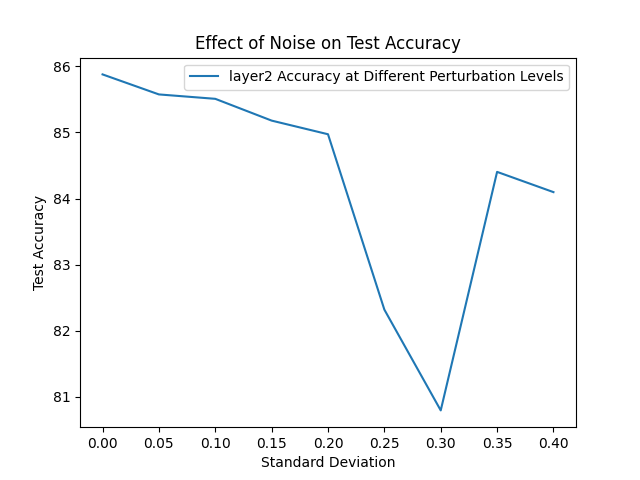 Effect of Noise on Test Accuracy
layer2 Accuracy at Different Perturbation Levels
86
85
84
83
82
81
Test Accuracy
0.00 0.05 0.10 0.15 0.20 0.25 0.30 0.35 0.40
Standard Deviation